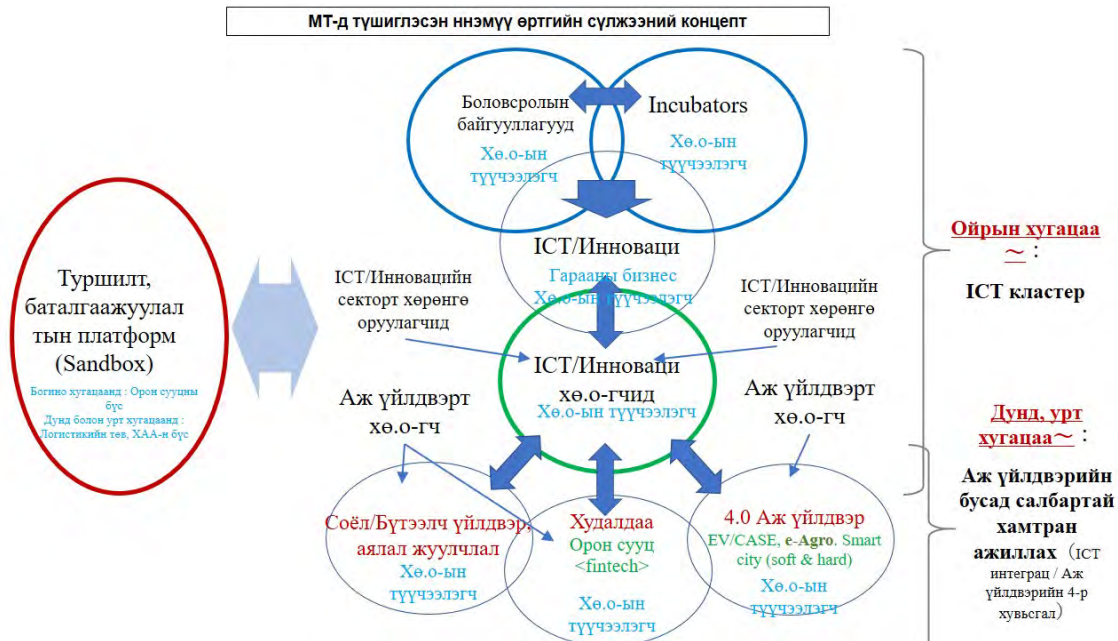 МТ-д түшиглэсэн ннэмүү өртгийн сүлжээний концепт
Боловсролын
байгууллагууд
Хө.о-ын
түүчээлэгч
Incubators
Хө.о-ын
түүчээлэгч
ICT/Инноваци
Гарааны бизнес
Хө.о-ын түүчээлэгч
Туршилт,
баталгаажуулал
тын платформ
(Sandbox)
Богино хугацаанд : Орон сууцны
бүс
Дунд болон урт хугацаанд :
Логистикийн төв, ХАА-н бүс
ICT/Инновацийн
секторт хөрөнгө
оруулагчид
ICT/Инновацийн
секторт хөрөнгө
оруулагчид
ICT/Инноваци
хө.о-гчид
Хө.о-ын түүчээлэгч
Аж үйлдвэрт
хө.о-гч
Аж үйлдвэрт
хө.о-гч
Соёл/Бүтээлч үйлдвэр,
аялал жуулчлал
Хө.о-ын
түүчээлэгч
Худалдаа
Орон сууц
<fintech>
Хө.о-ын
түүчээлэгч
4.0 Аж үйлдвэр
EV/CASE, e-Agro. Smart
city (soft & hard)
Хө.о-ын
түүчээлэгч
Ойрын хугацаа
～ :
ICT кластер
Дунд, урт
хугацаа～ :
Аж үйлдвэрийн
бусад салбартай
хамтран
ажиллах（ICT
интеграц / Аж
үйлдвэрийн 4-р
хувьсгал）